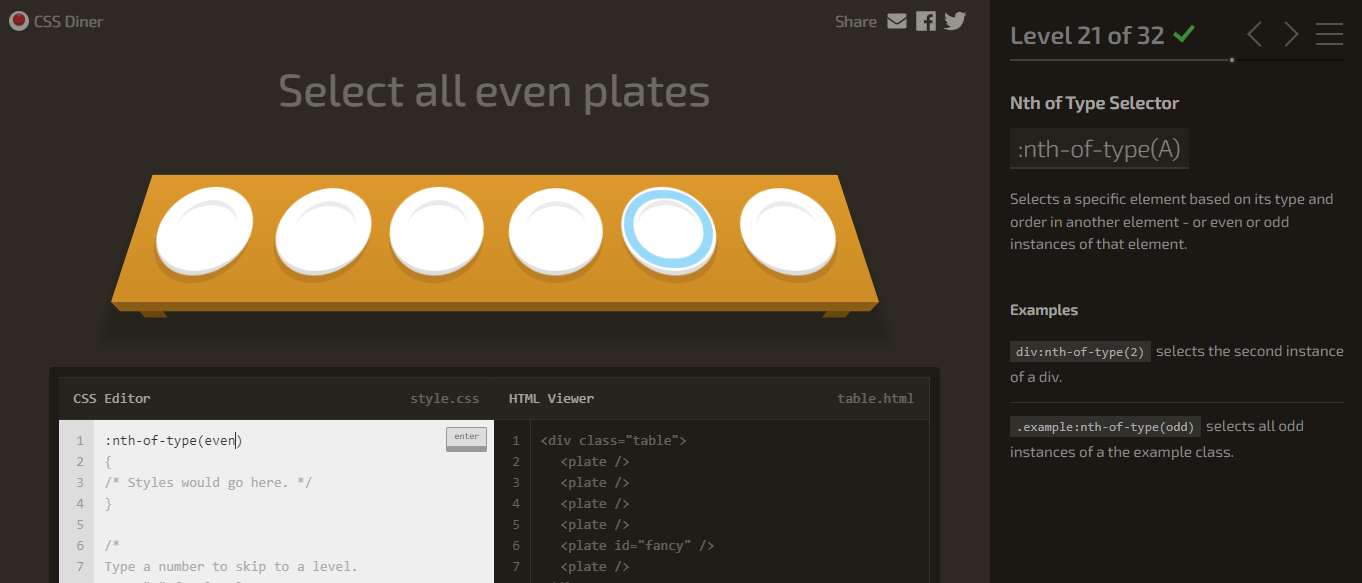 CSS Diner
Share
Select all even plates
CSS Editor
style.css
1 :nth-of-type(even)
enter
2 {
3 /* Styles would go here. */
4 }
5
6 /*
7 Type a number to skip to a level.
HTML Viewer
table.html
1 <div class="table">
2 <plate />
3 <plate />
4 <plate />
5 <plate />
6 <plate id="fancy" />
7 <plate />
Level 21 of 32
Nth of Type Selector
:nth-of-type(A)
Selects a specific element based on its type and
order in another element - or even or odd
instances of that element.
Examples
div:nth-of-type(2) selects the second instance
of a div.
.example:nth-of-type(odd) selects all odd
instances of a the example class.